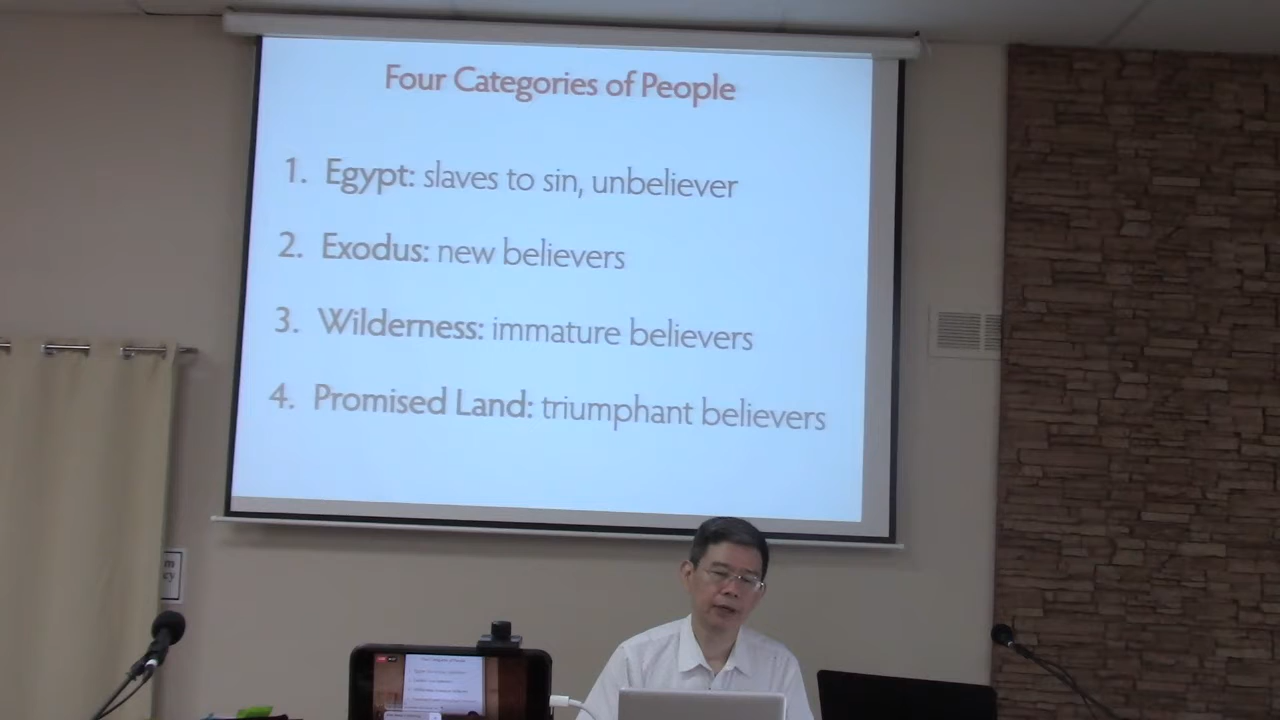 Four Categories of People
1. Egypt: slaves to sin, unbeliever
2. Exodus: new believers
3. Wilderness: immature believers
4. Promised Land: triumphant believers